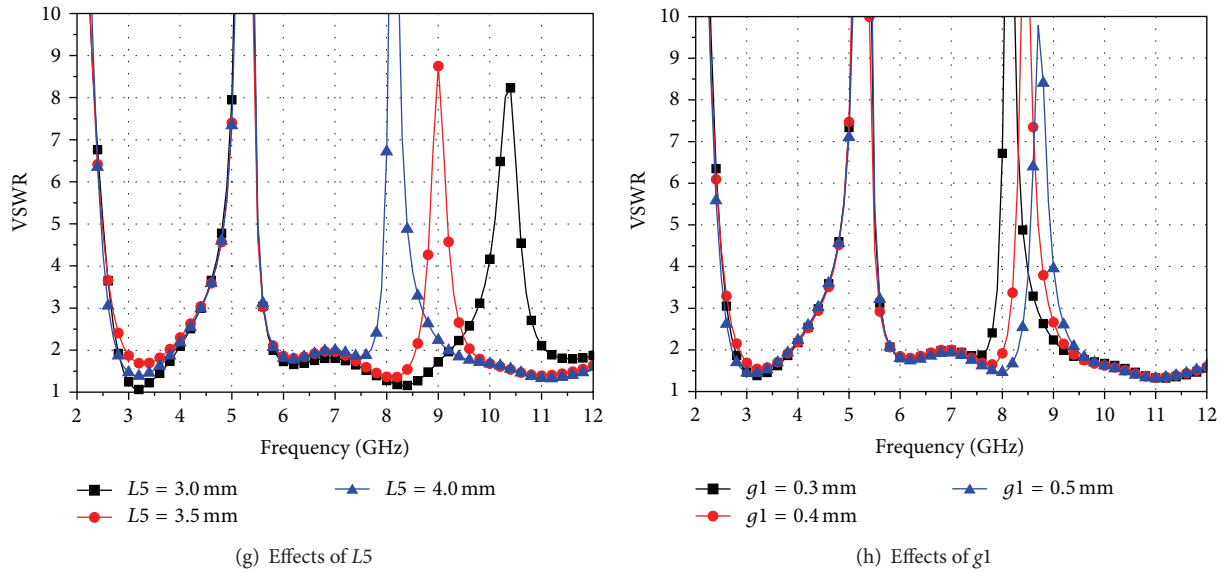 10
9
8
7
6
5
4
3
2
1
VSWR
2 3 4 5 6 7 8 9 10 11 12
Frequency (GHz)
L5 = 3.0 mm
L5 = 4.0 mm
L5 = 3.5 mm
(g) Effects of L5
10
9
8
7
6
5
4
3
2
1
VSWR
2 3 4 5 6 7 8 9 10 11 12
Frequency (GHz)
g1 = 0.3 mm
g1 = 0.5 mm
g1 = 0.4 mm
(h) Effects of g1